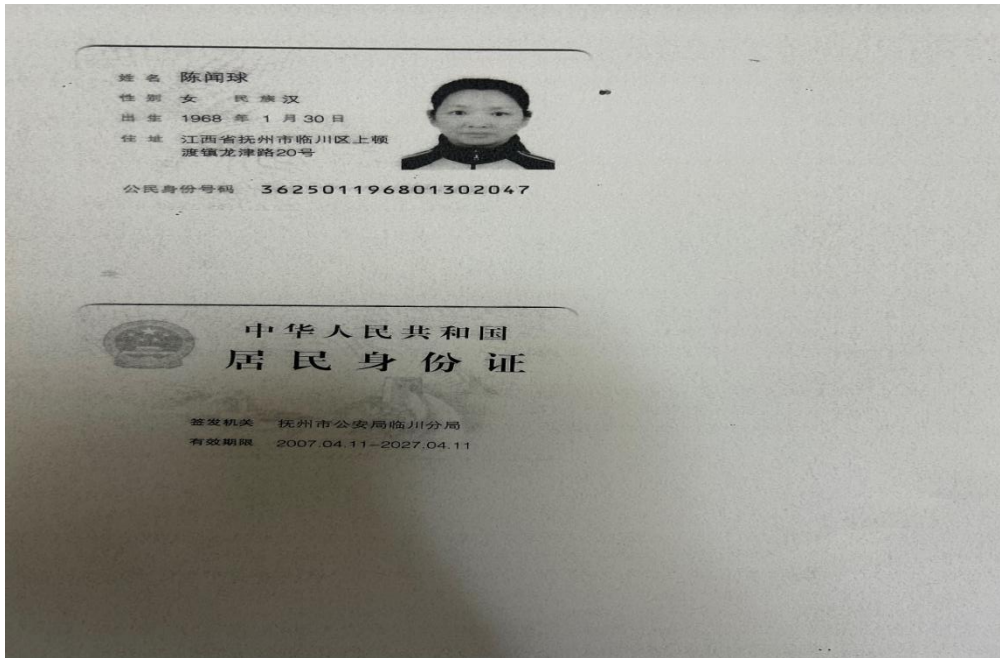 姓名 陈闻球
性别 女 民族 汉
出生 1968 年 1 月 30 日
住址 江西省抚州市临川区上顿
渡镇龙津路20号
公民身份号码 362501196801302047
中华人民共和国
居民身份证
签发机关 抚州市公安局临川分局
有效期限 2007.04.11-2027.04.11